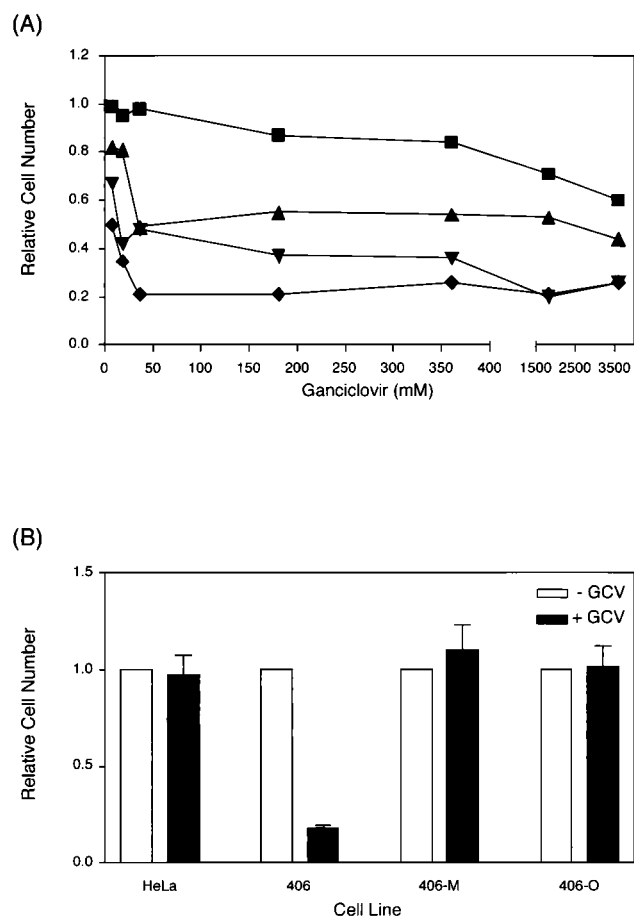 (A)
1.2
1.0
0.8
0.6
0.4
0.2
0.0
Relative Cell Number
0 50 100 150 200 250 300 350 400 1500 2500 3500
Ganciclovir (mM)
(B)
1.5
1.0
0.5
0.0
Relative Cell Number
- GCV
+ GCV
HeLa 406 406-M 406-O
Cell Line